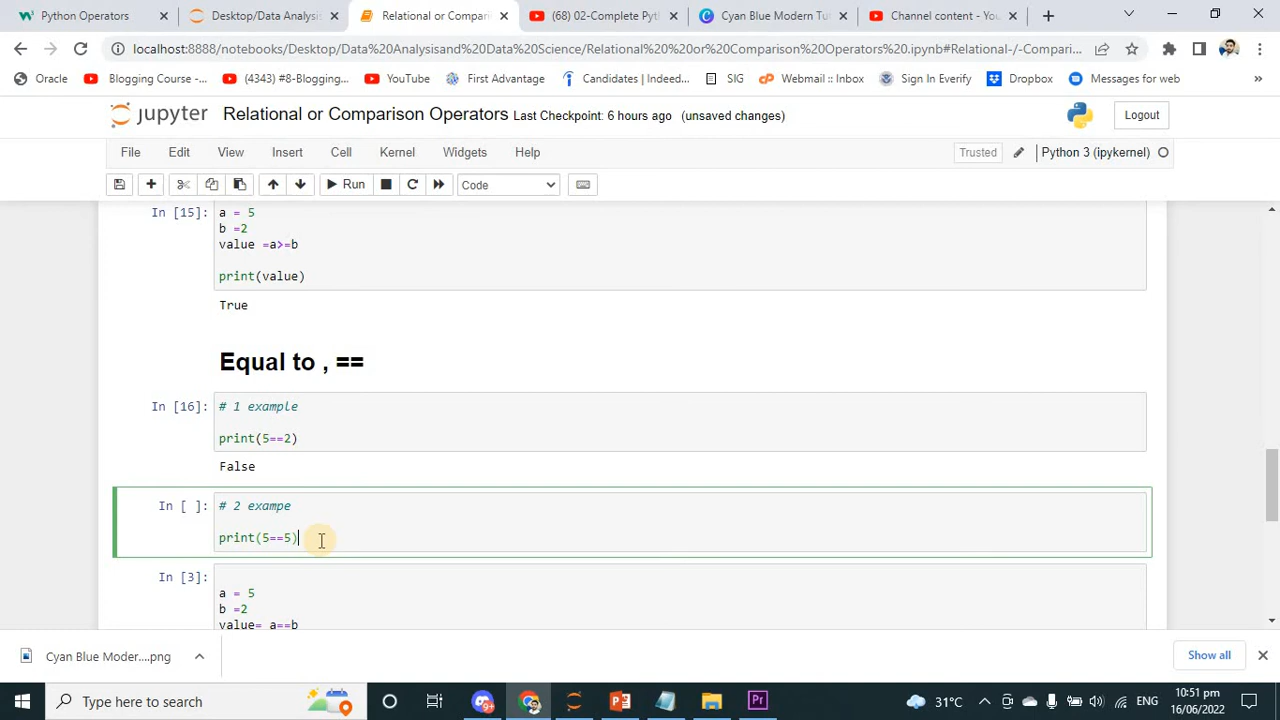 Python Operators
Desktop/Data Analysis
Relational or Compari
(68) 02-Complete Pyt
Cyan Blue Modern Tu
Channel content - Yo
localhost:8888/notebooks/Desktop/Data%20Analysisand%20Data%20Science/Relational%20%20or%20Comparison%20Operators%20.ipynb#Relational-/-Compari...
Oracle
Blogging Course -...
(4343) #8-Blogging...
YouTube
First Advantage
Candidates | Indeed...
SIG
Webmail :: Inbox
Sign In Everify
Dropbox
Messages for web
»
jupyter Relational or Comparison Operators Last Checkpoint: 6 hours ago (unsaved changes)
Logout
File Edit View Insert Cell Kernel Widgets Help
Trusted
Python 3 (ipykernel)
Run
Code
In [15]:
a = 5
b =2
value =a>=b
print(value)
True
Equal to , ==
In [16]:
# 1 example
print(5==2)
False
In [ ]:
# 2 exampe
print(5==5)
In [3]:
a = 5
b =2
value= a==b
Cyan Blue Moder....png
Show all
Type here to search
31°C
ENG
10:51 pm
16/06/2022